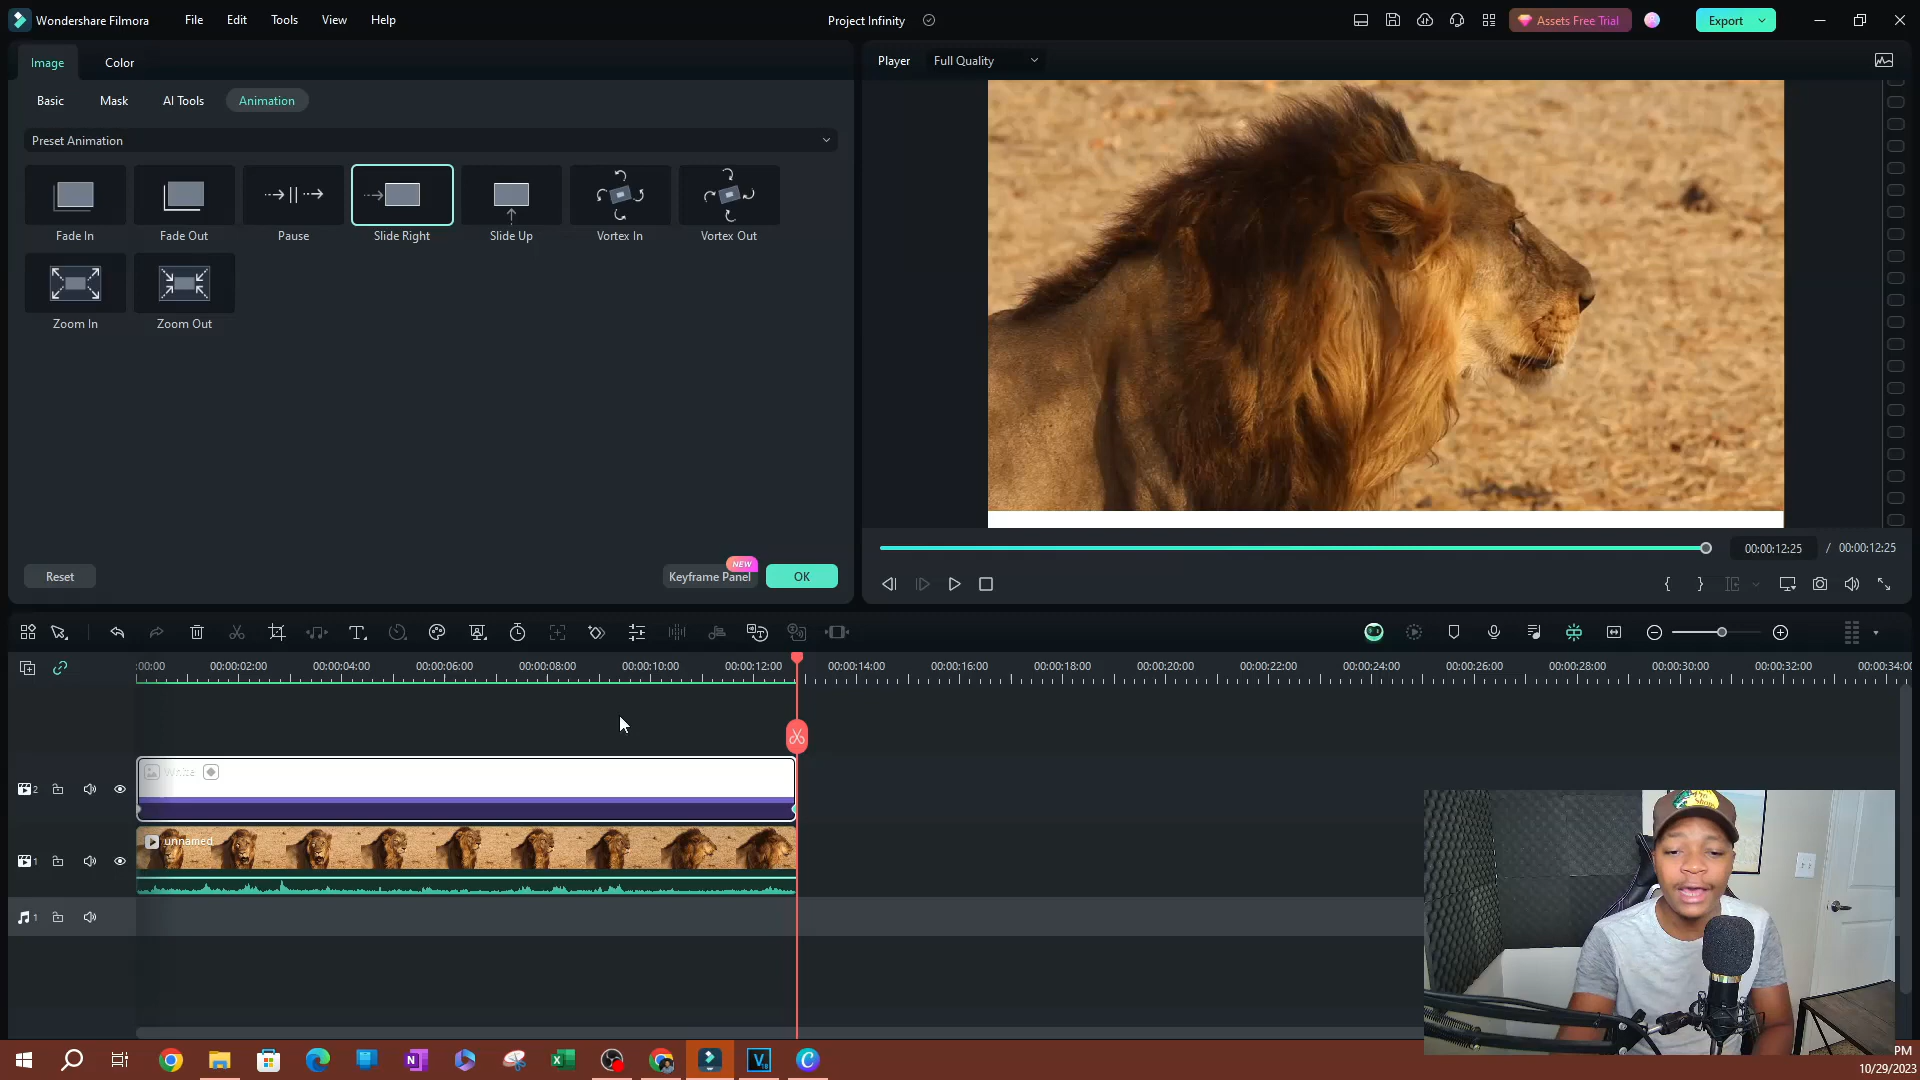 Wondershare Filmora File Edit Tools View Help Project Infinity Assets Free Trial Export
Image Color
Basic Mask AI Tools Animation
Preset Animation
Fade In Fade Out Pause Slide Right Slide Up Vortex In Vortex Out
Zoom In Zoom Out
Reset NEW Keyframe Panel OK
Player Full Quality
00:00:12:25 / 00:00:12:25
:00:00 00:00:02:00 00:00:04:00 00:00:06:00 00:00:08:00 00:00:10:00 00:00:12:00 00:00:14:00 00:00:16:00 00:00:18:00 00:00:20:00 00:00:22:00 00:00:24:00 00:00:26:00 00:00:28:00 00:00:30:00 00:00:32:00 00:00:34:00
2 White
1 unnamed
1
PM
10/29/2023